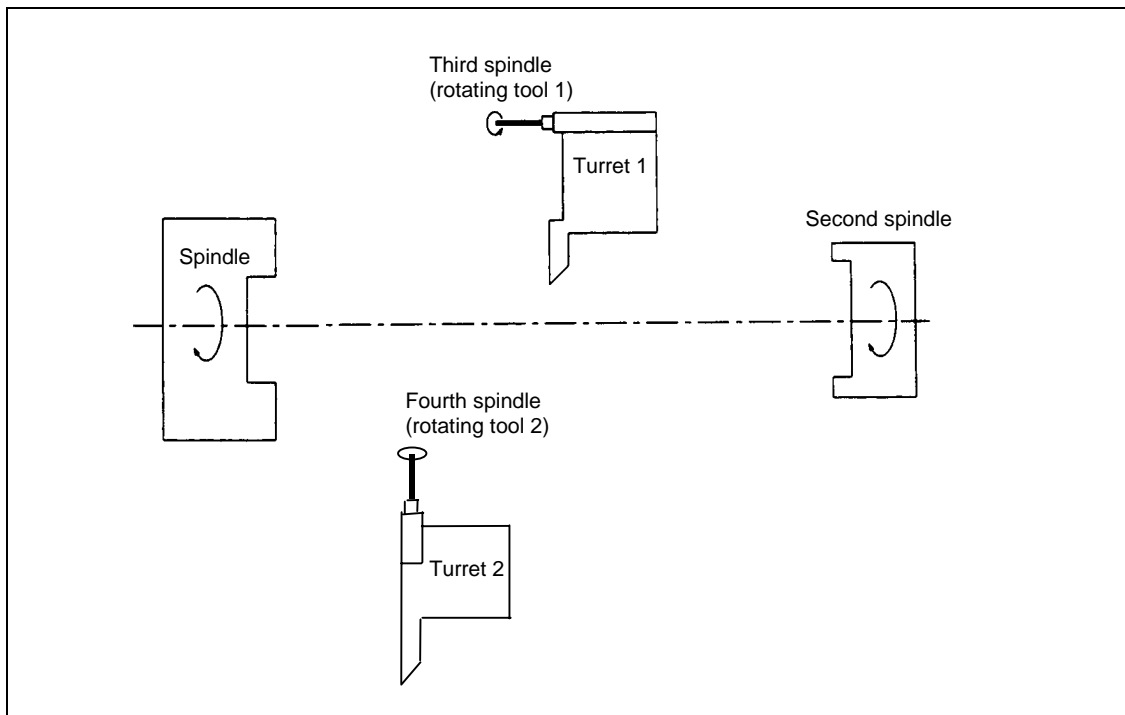 Third spindle
(rotating tool 1)
Turret 1
Second spindle
Spindle
Fourth spindle
(rotating tool 2)
Turret 2